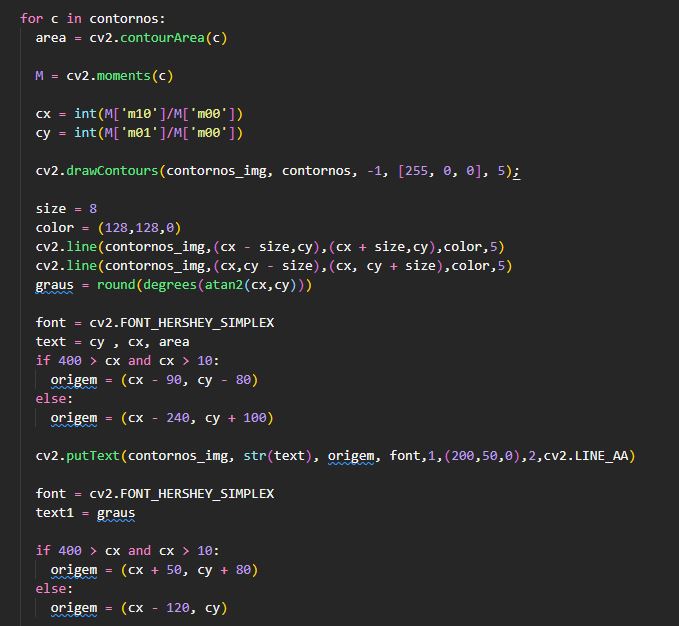 for c in contornos:
area = cv2.contourArea(c)
M = cv2.moments(c)
cx = int(M['m10']/M['m00'])
cy = int(M['m01']/M['m00'])
cv2.drawContours(contornos_img, contornos, -1, [255, 0, 0], 5);
size = 8
color = (128,128,0)
cv2.line(contornos_img,(cx - size,cy),(cx + size,cy),color,5)
cv2.line(contornos_img,(cx,cy - size),(cx, cy + size),color,5)
graus = round(degrees(atan2(cx,cy)))
font = cv2.FONT_HERSHEY_SIMPLEX
text = cy , cx, area
if 400 > cx and cx > 10:
origem = (cx - 90, cy - 80)
else:
origem = (cx - 240, cy + 100)
cv2.putText(contornos_img, str(text), origem, font,1,(200,50,0),2,cv2.LINE_AA)
font = cv2.FONT_HERSHEY_SIMPLEX
text1 = graus
if 400 > cx and cx > 10:
origem = (cx + 50, cy + 80)
else:
origem = (cx - 120, cy)